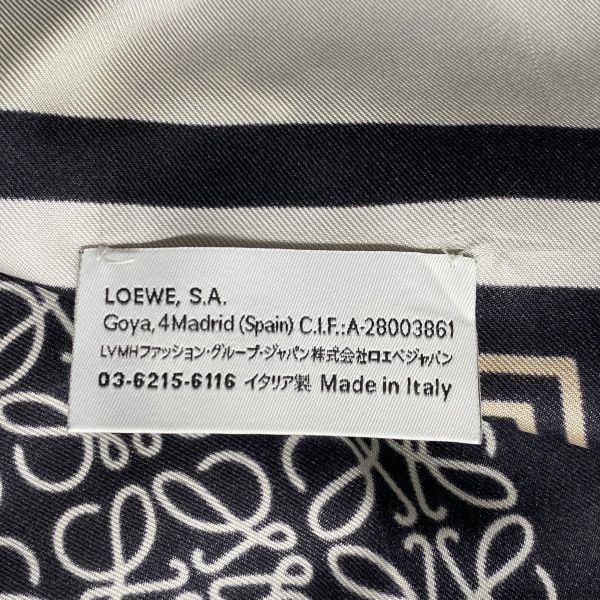 LOEWE, S.A.
Goya, 4 Madrid (Spain) C.I.F.: A-28003861
LVMHファッション・グループ・ジャパン株式会社ロエベジャパン
03-6215-6116 イタリア製 Made in Italy